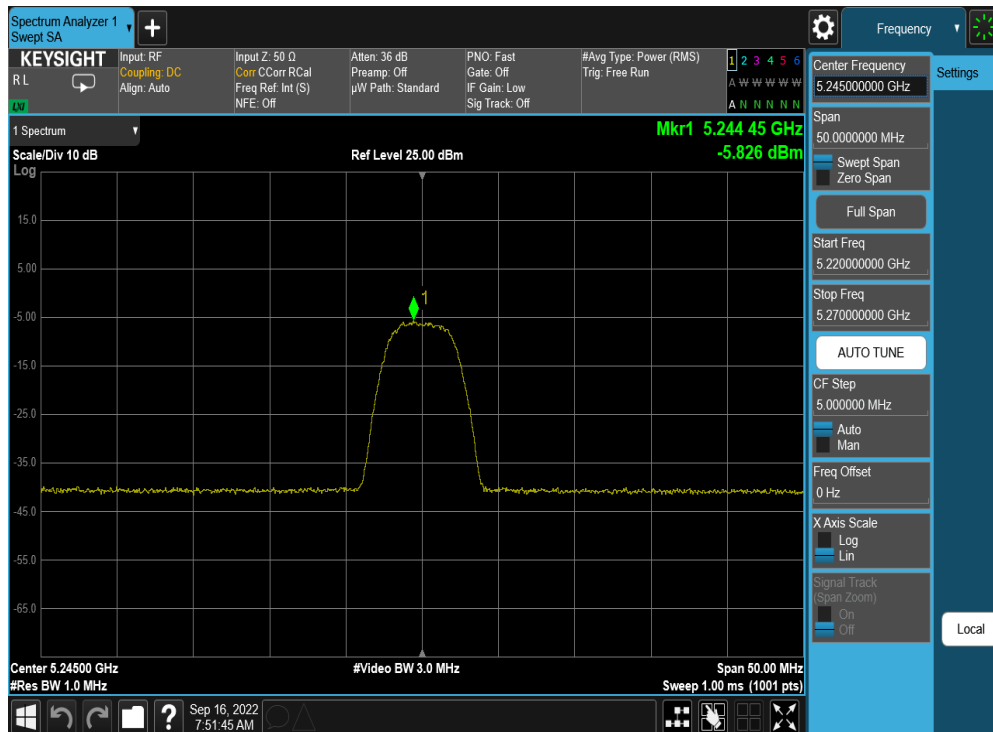 Spectrum Analyzer 1
Swept SA
Frequency
KEYSIGHT
R L
LXI
Input: RF
Coupling: DC
Align: Auto
Input Z: 50 Ω
Corr CCorr RCal
Freq Ref: Int (S)
NFE: Off
Atten: 36 dB
Preamp: Off
µW Path: Standard
PNO: Fast
Gate: Off
IF Gain: Low
Sig Track: Off
#Avg Type: Power (RMS)
Trig: Free Run
1 2 3 4 5 6
A W W W W W
A N N N N N
1 Spectrum
Scale/Div 10 dB
Log
Ref Level 25.00 dBm
Mkr1 5.244 45 GHz
-5.826 dBm
15.0
5.00
-5.00
-15.0
-25.0
-35.0
-45.0
-55.0
-65.0
1
Center 5.24500 GHz
#Res BW 1.0 MHz
#Video BW 3.0 MHz
Span 50.00 MHz
Sweep 1.00 ms (1001 pts)
Sep 16, 2022
7:51:45 AM
?
Center Frequency
5.245000000 GHz
Settings
Span
50.0000000 MHz
Swept Span
Zero Span
Full Span
Start Freq
5.220000000 GHz
Stop Freq
5.270000000 GHz
AUTO TUNE
CF Step
5.000000 MHz
Auto
Man
Freq Offset
0 Hz
X Axis Scale
Log
Lin
Signal Track
(Span Zoom)
On
Off
Local